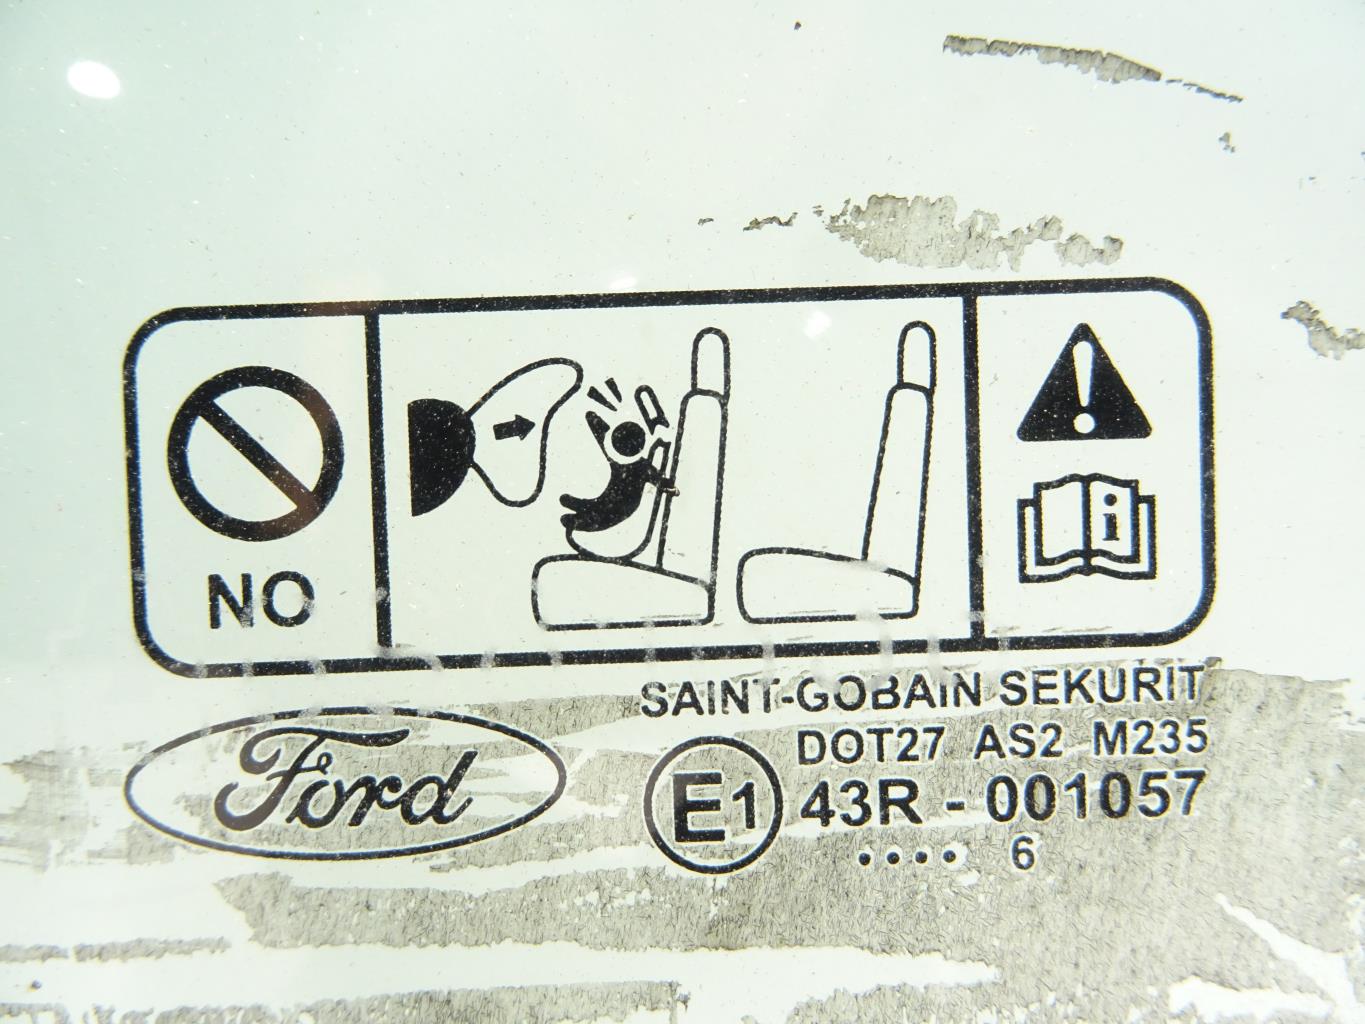 NO
i
SAINT-GOBAIN SEKURIT
DOT27 AS2 M235
E1 43R - 001057
.... 6
Ford